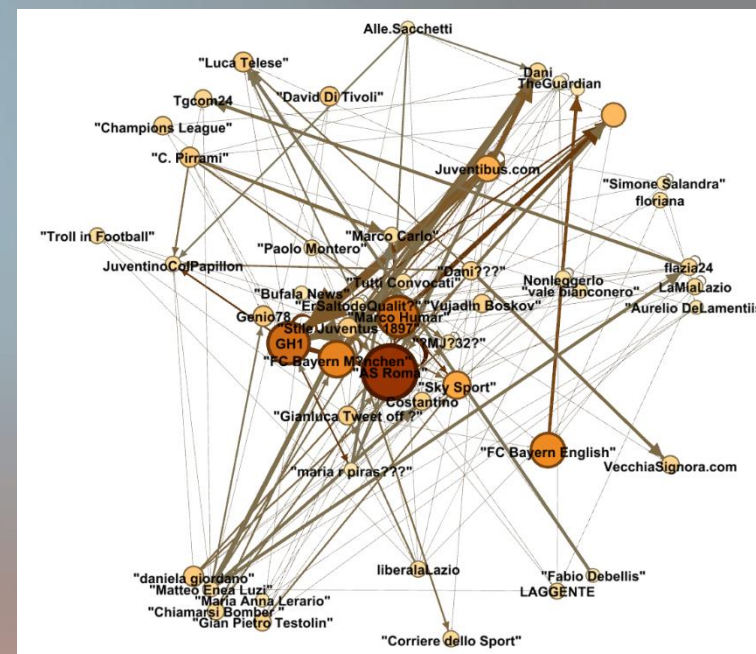 Alle.Sacchetti
"Luca Telese"
Dani
TheGuardian
Tgcom24
"David Di Tivoli"
"Champions League"
"C. Pirrami"
Juventibus.com
"Simone Salandra"
floriana
"Troll in Football"
"Marco Carlo"
"Paolo Montero"
JuventinoColPapillon
"Dani???"
flazia24
"Tutti Convocati"
Nonleggerlo
"vale bianconero"
LaMiaLazio
"Bufala News"
"ErSaltodeQualit?"
"Vujadin Boskov"
"Aurelio DeLamentiis
Genio78
"Marco Humar"
"Stile Juventus 1897"
GH1
"?MJ?32?"
"FC Bayern M?nchen"
"AS Roma"
"Sky Sport"
Costantino
"Gianluca Tweet off ?"
"FC Bayern English"
"maria r piras???"
VecchiaSignora.com
liberalaLazio
"daniela giordano"
"Fabio Debellis"
"Matteo Enea Luzi"
LAGGENTE
"Maria Anna Lerario"
"Chiamarsi Bomber "
"Gian Pietro Testolin"
"Corriere dello Sport"